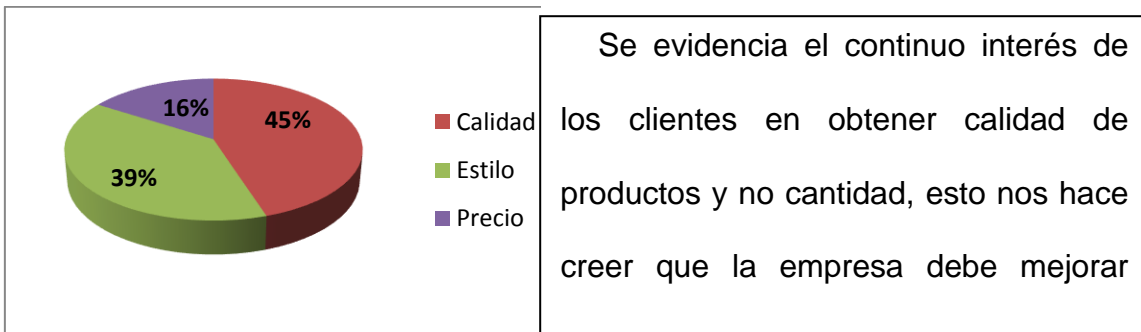 16%
45%
39%
Calidad
Estilo
Precio
Se evidencia el continuo interés de
los clientes en obtener calidad de
productos y no cantidad, esto nos hace
creer que la empresa debe mejorar